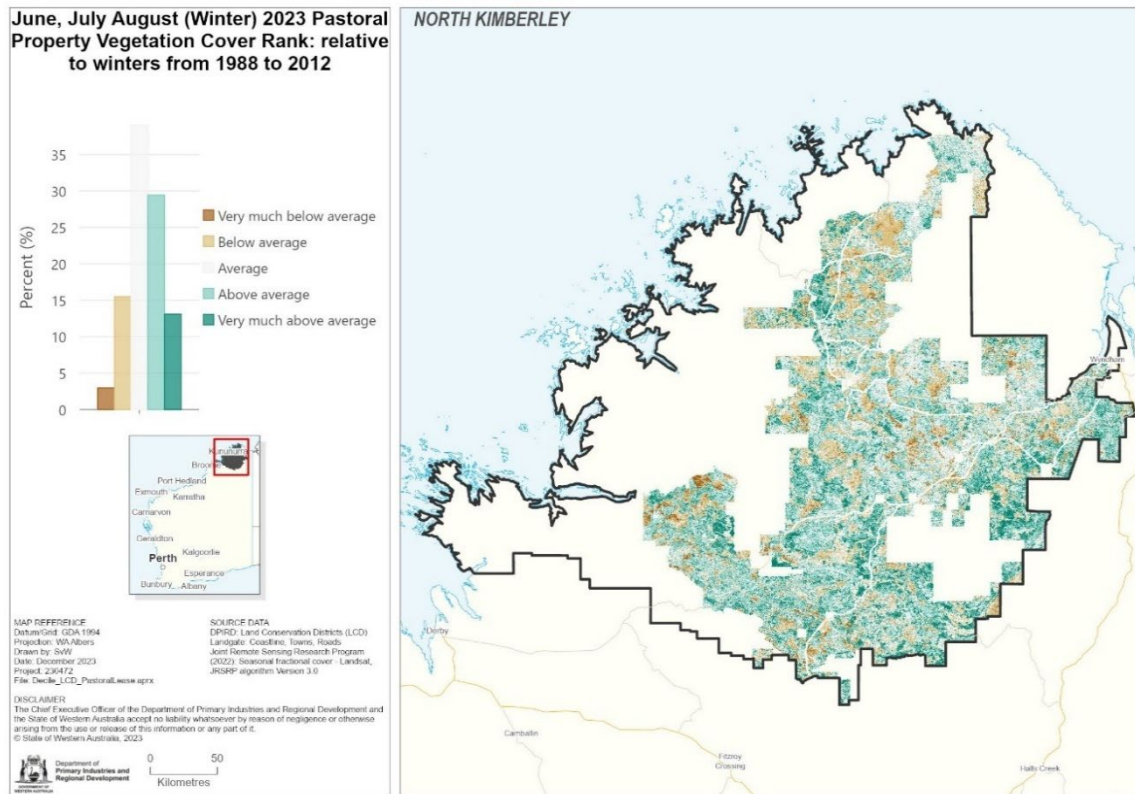 June, July August (Winter) 2023 Pastoral
Property Vegetation Cover Rank: relative
to winters from 1988 to 2012
Percent (%)
35
30
25
20
15
10
5
0
Very much below average
Below average
Average
Above average
Very much above average
Kununurra
Broome
Port Hedland
Exmouth
Karratha
Carnarvon
Geraldton
Kalgoorlie
Perth
Esperance
Bunbury
Albany
MAP REFERENCE
Datum/Grid: GDA 1994
Projection: WA Albers
Drawn by: SvW
Date: December 2023
Project: 230472
File: Decile_LCD_PastoralLease.aprx
SOURCE DATA
DPIRD: Land Conservation Districts (LCD)
Landgate: Coastline, Towns, Roads
Joint Remote Sensing Research Program
(2022): Seasonal fractional cover - Landsat,
JRSRP algorithm Version 3.0
DISCLAIMER
The Chief Executive Officer of the Department of Primary Industries and Regional Development and
the State of Western Australia accept no liability whatsoever by reason of negligence or otherwise
arising from the use or release of this information or any part of it.
© State of Western Australia, 2023
GOVERNMENT OF
WESTERN AUSTRALIA
Department of
Primary Industries and
Regional Development
0 50
Kilometres
NORTH KIMBERLEY
Wyndham
Derby
Camballin
Fitzroy
Crossing
Halls Creek